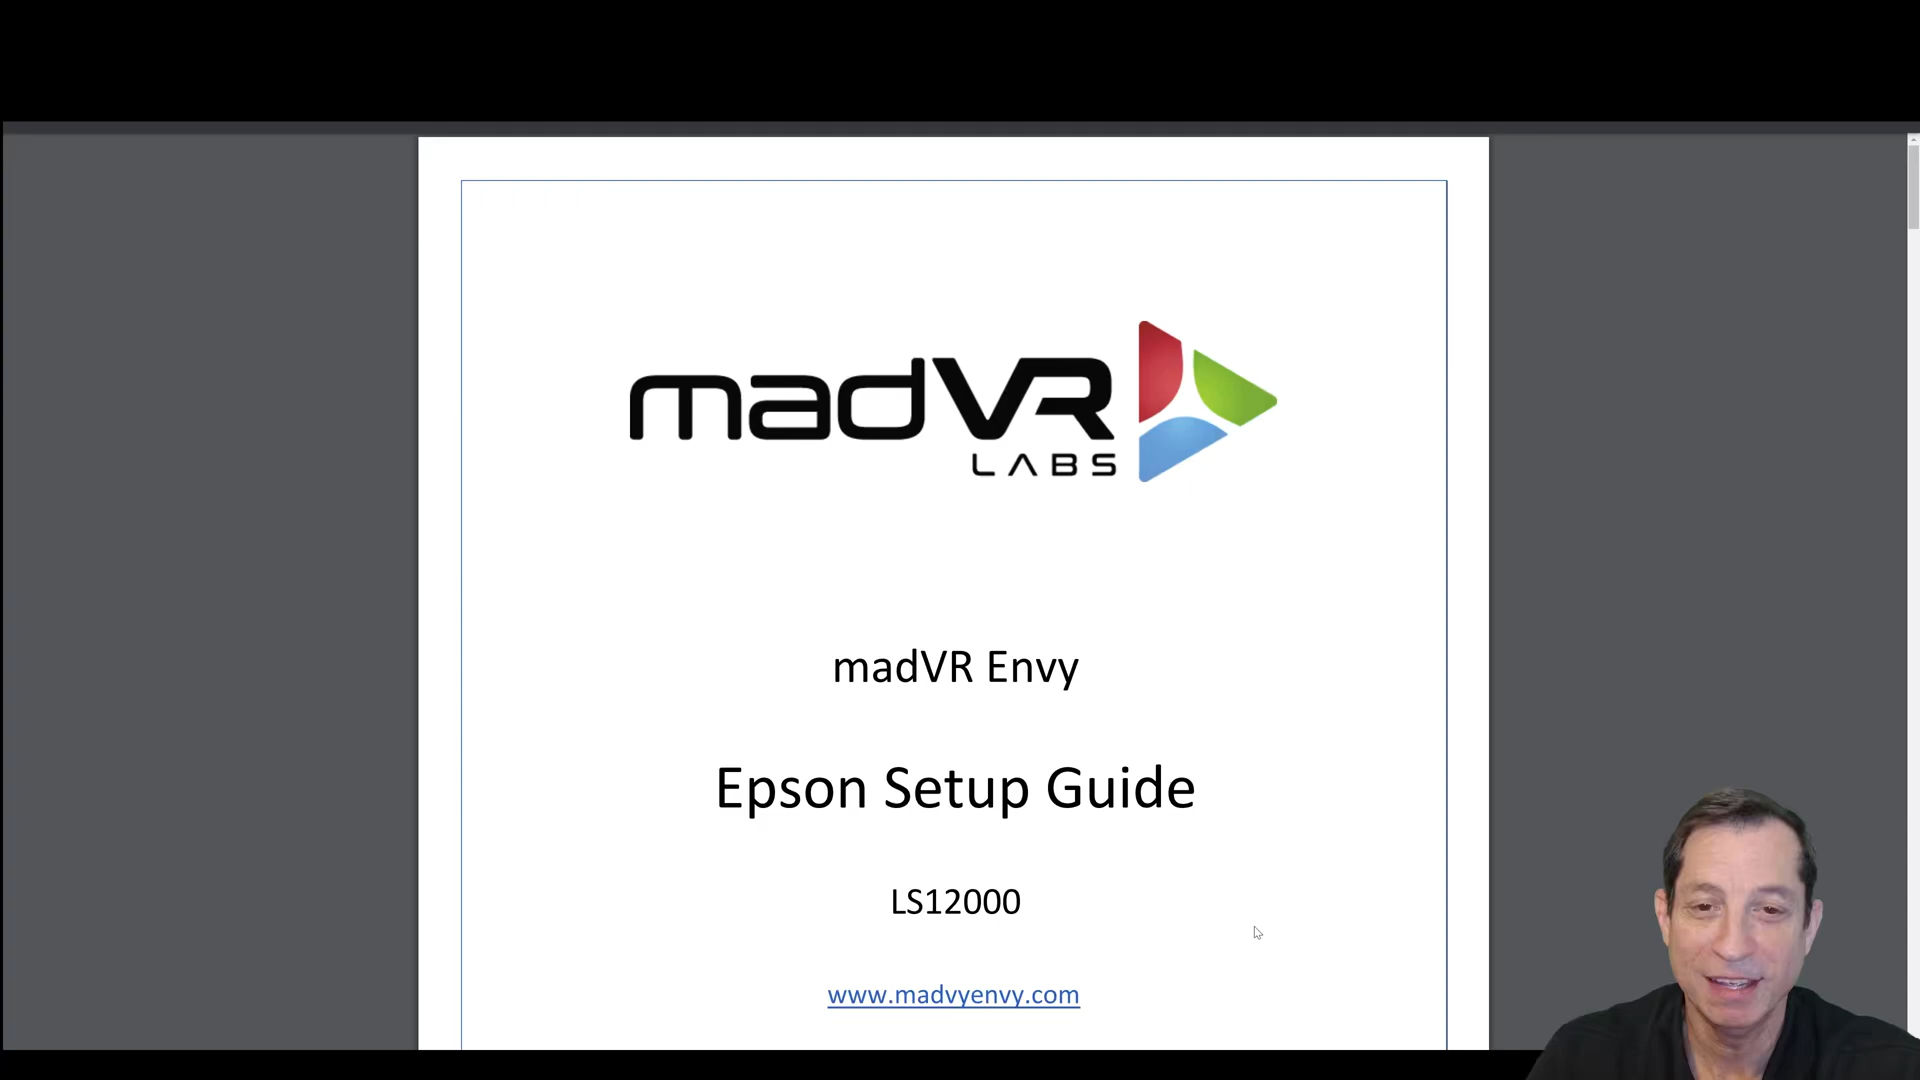 madVR
LABS
madVR Envy
Epson Setup Guide
LS12000
www.madvyenvy.com